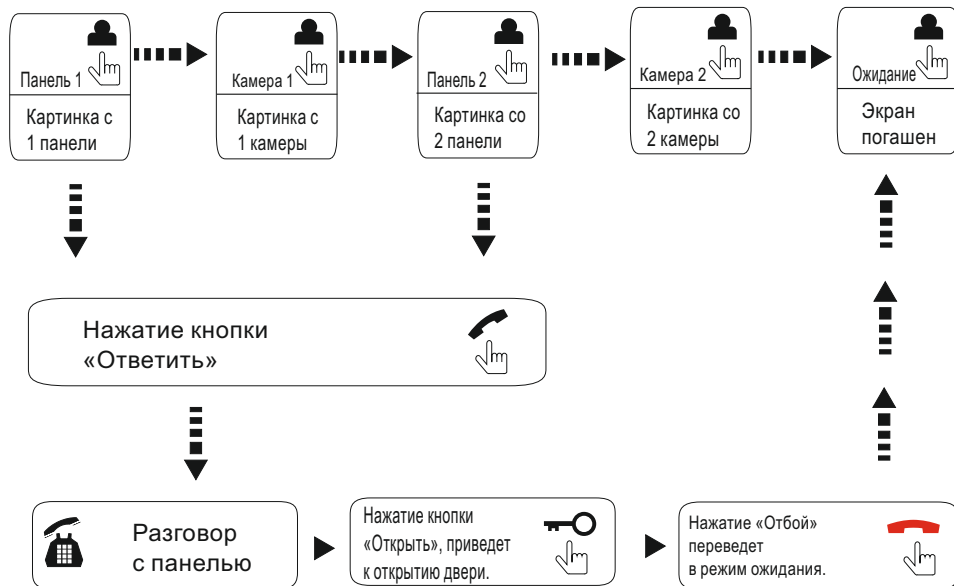 Панель 1
Картинка с
1 панели
Камера 1
Картинка с
1 камеры
Панель 2
Картинка со
2 панели
Камера 2
Картинка со
2 камеры
Ожидание
Экран
погашен
Нажатие кнопки
«Ответить»
Разговор
с панелью
Нажатие кнопки
«Открыть», приведет
к открытию двери.
Нажатие «Отбой»
переведет
в режим ожидания.